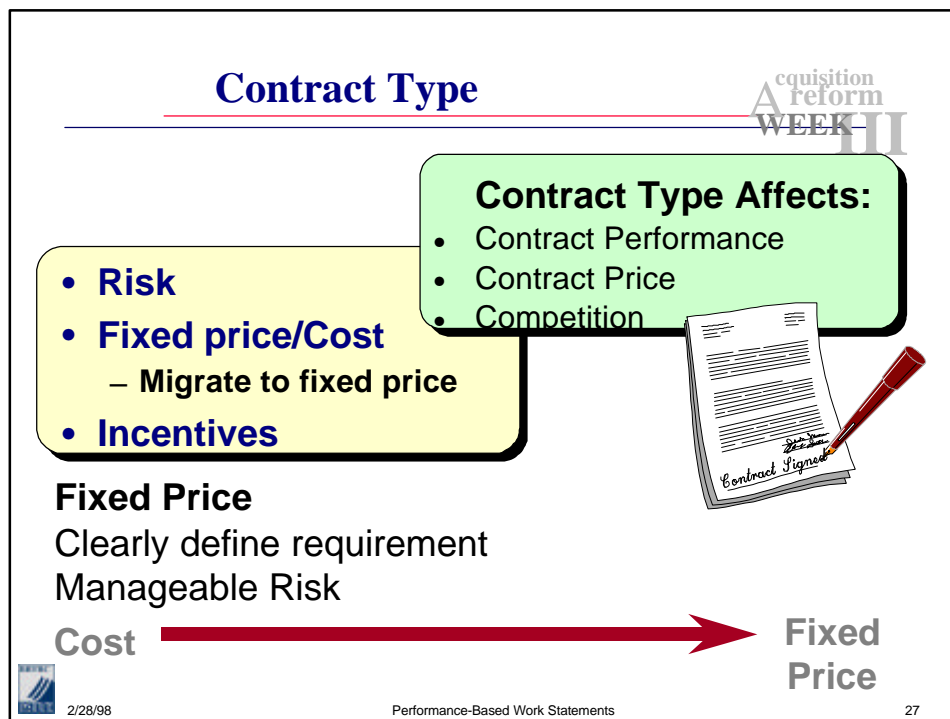 Contract Type
Acquisition
reform
WEEK III
Contract Type Affects:
• Contract Performance
• Contract Price
• Competition
• Risk
• Fixed price/Cost
– Migrate to fixed price
• Incentives
Contract Signed
Fixed Price
Clearly define requirement
Manageable Risk
Cost
Fixed
Price
2/28/98
Performance-Based Work Statements
27